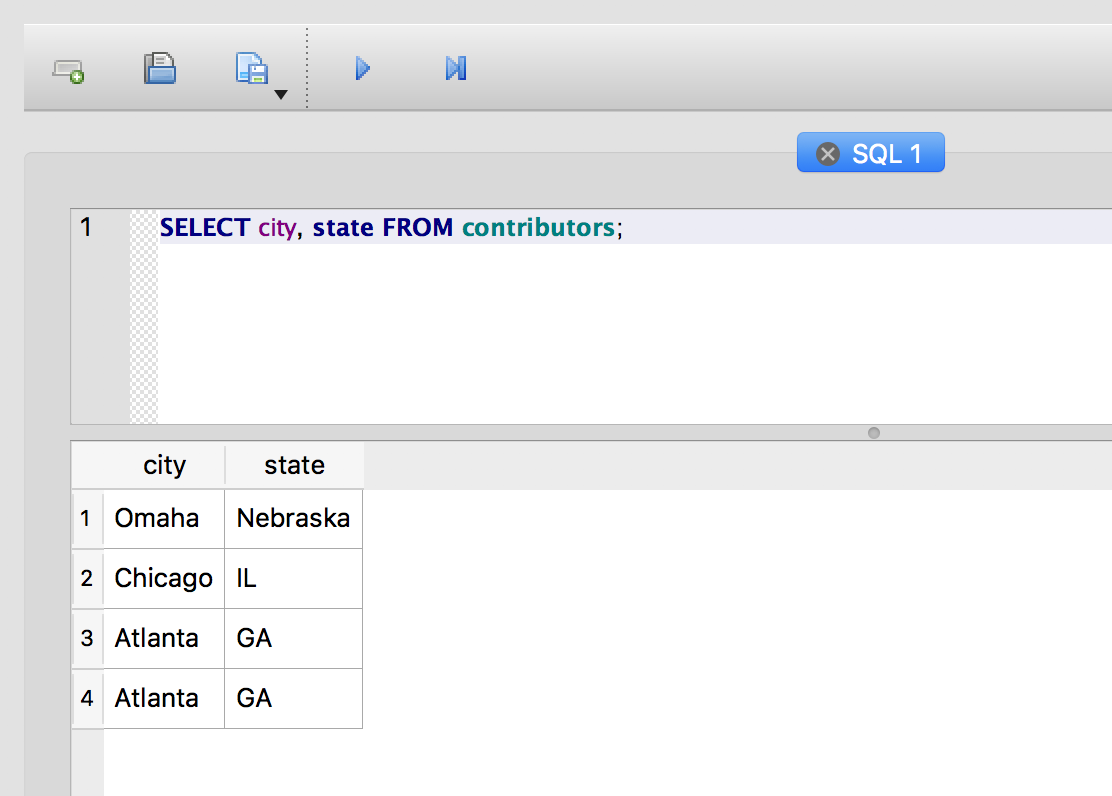 SQL 1
1 SELECT city, state FROM contributors;
city state
1 Omaha Nebraska
2 Chicago IL
3 Atlanta GA
4 Atlanta GA